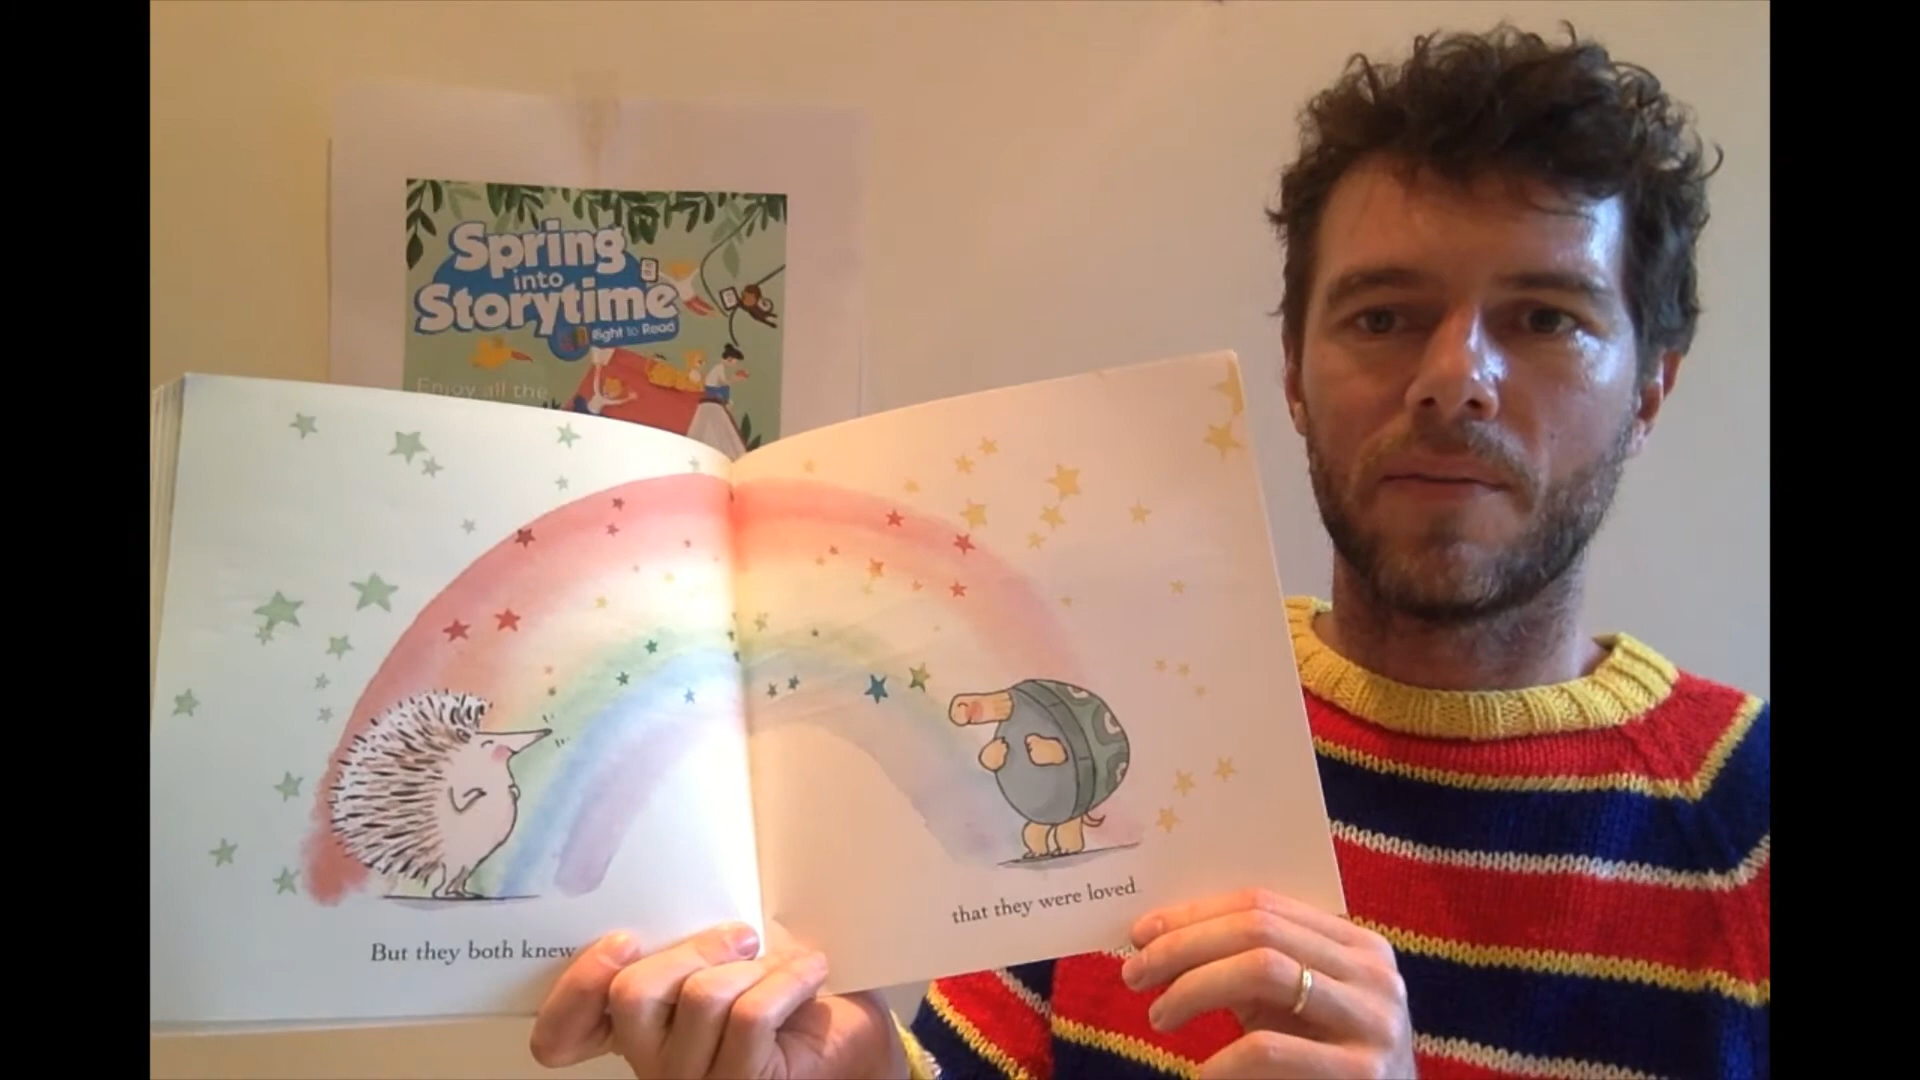 Spring
into
Storytime
Right to Read
Enjoy all the
But they both knew
that they were loved.